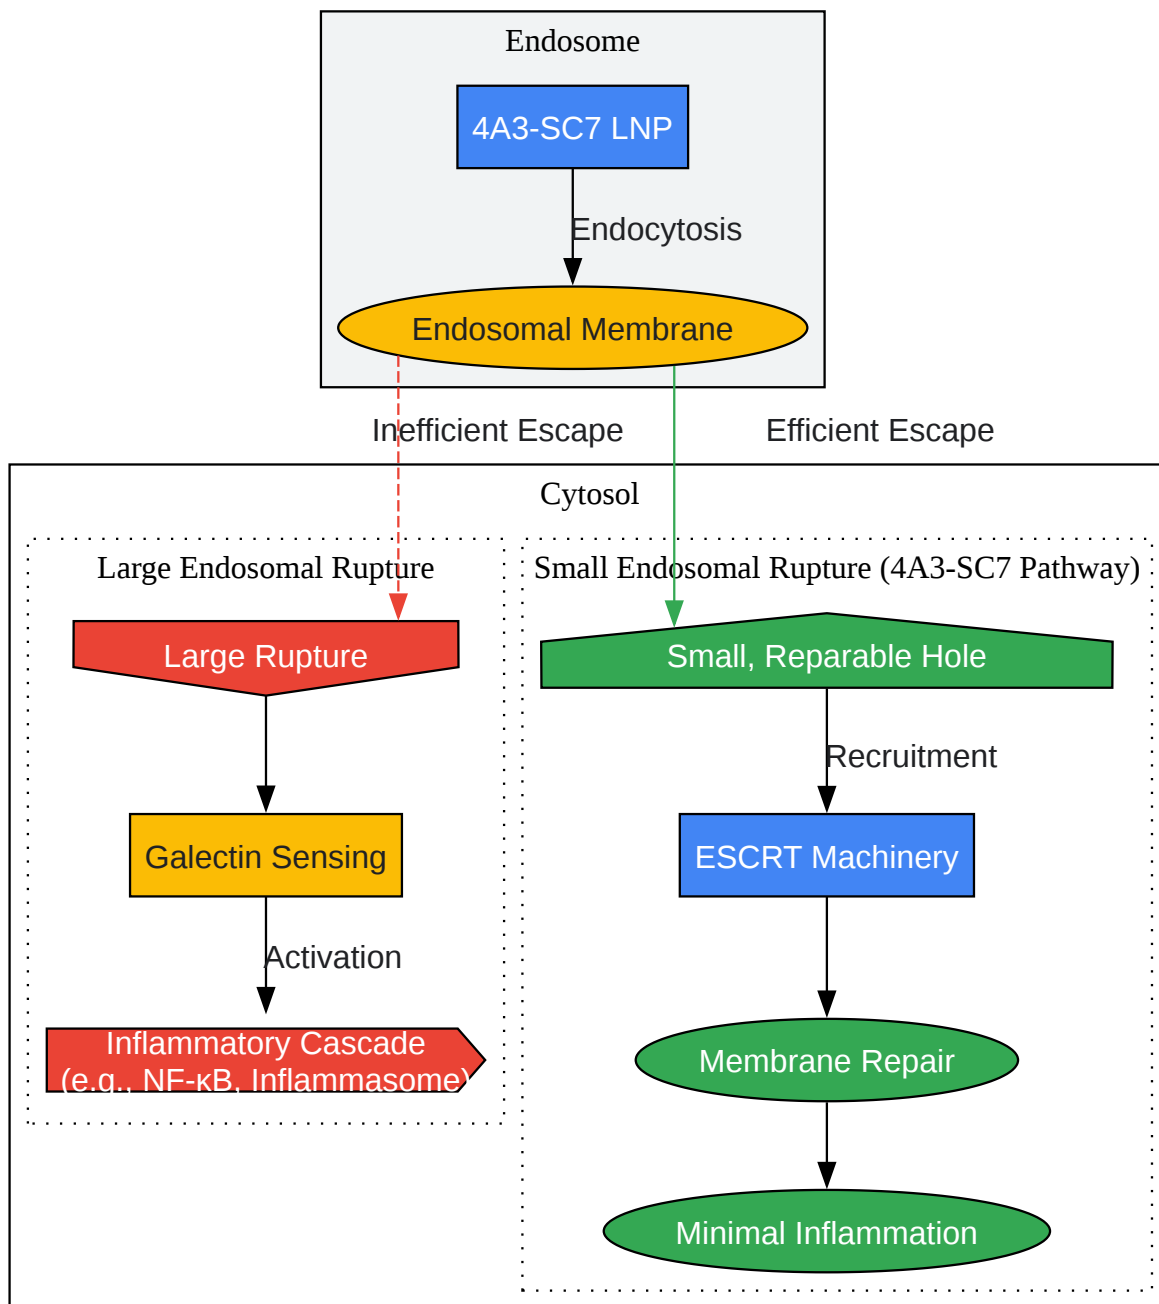 Endosome
4A3-SC7 LNP
Endocytosis
Endosomal Membrane
Inefficient Escape
Efficient Escape
Cytosol
Large Endosomal Rupture
Large Rupture
Galectin Sensing
Activation
Inflammatory Cascade
(e.g., NF-κB, Inflammasome)
Small Endosomal Rupture (4A3-SC7 Pathway)
Small, Reparable Hole
Recruitment
ESCRT Machinery
Membrane Repair
Minimal Inflammation